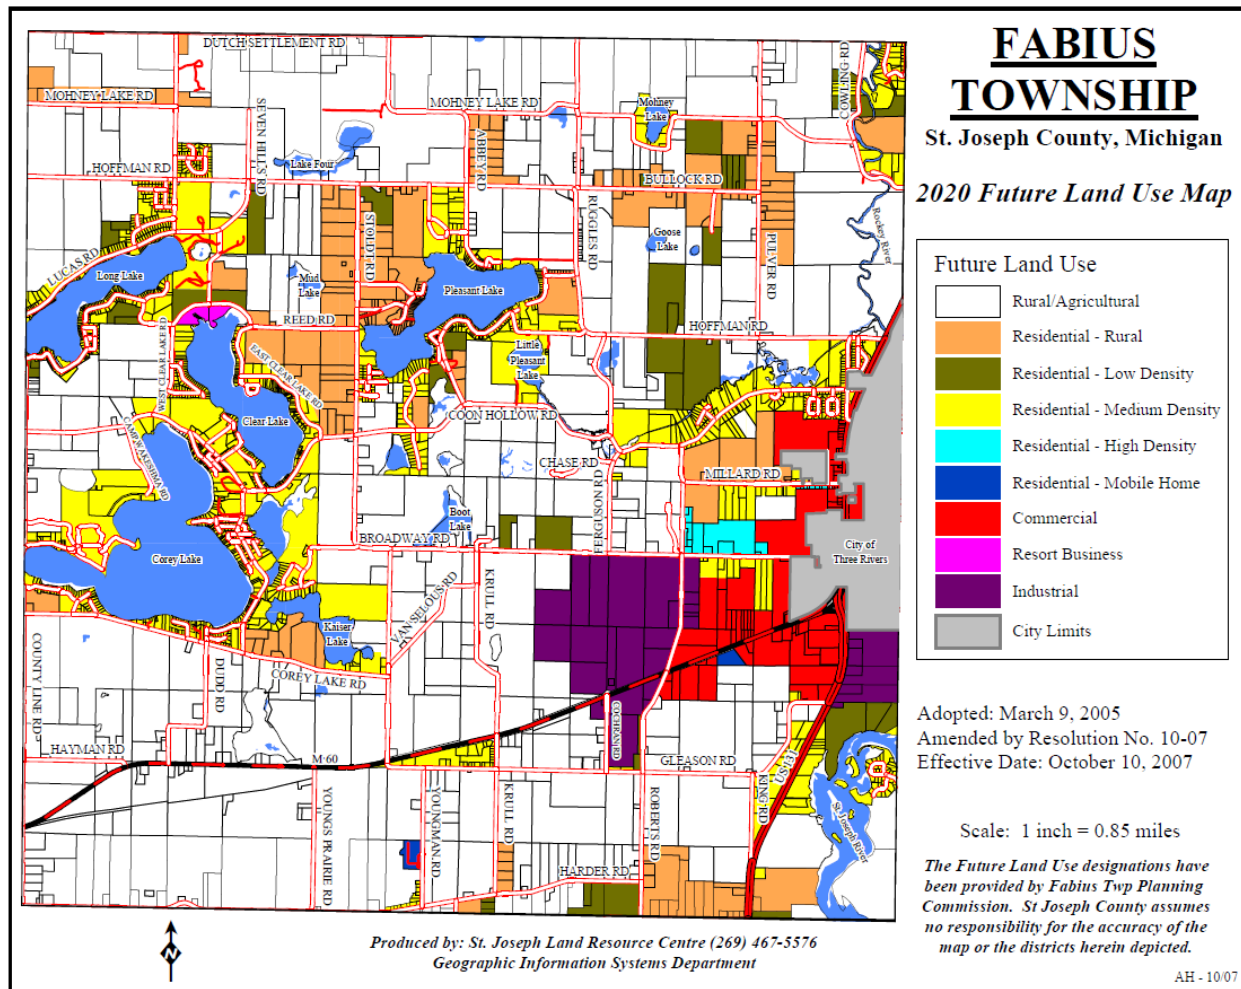 FABIUS
TOWNSHIP
St. Joseph County, Michigan
2020 Future Land Use Map
Future Land Use
Rural/Agricultural
Residential - Rural
Residential - Low Density
Residential - Medium Density
Residential - High Density
Residential - Mobile Home
Commercial
Resort Business
Industrial
City Limits
Adopted: March 9, 2005
Amended by Resolution No. 10-07
Effective Date: October 10, 2007
Scale: 1 inch = 0.85 miles
The Future Land Use designations have
been provided by Fabius Twp Planning
Commission. St Joseph County assumes
no responsibility for the accuracy of the
map or the districts herein depicted.
AH - 10/07
DUTCH SETTLEMENT RD
COWLING RD
MOHNEY LAKE RD
MOHNEY LAKE RD
Mohney
Lake
SEVEN HILLS RD
ABBEY RD
Lake Four
HOFFMAN RD
BULLOCK RD
RUGGLES RD
STOLDT RD
Goose
Lake
PULVER RD
Rockey River
LUCAS RD
Long Lake
Mud
Lake
Pleasant Lake
REED RD
HOFFMAN RD
WEST CLEAR LAKE RD
EAST CLEAR LAKE RD
Little
Pleasant
Lake
Clear Lake
COON HOLLOW RD
CAMP WAKESHMA RD
CHASE RD
FERGUSON RD
MILLARD RD
Boot
Lake
BROADWAY RD
City of
Three Rivers
Corey Lake
VAN SELOUS RD
KRULL RD
Kaiser
Lake
COUNTY LINE RD
DUDD RD
COREY LAKE RD
COCHRAN RD
HAYMAN RD
M-60
GLEASON RD
KING RD
US-131
YOUNGS PRAIRIE RD
YOUNGMAN RD
KRULL RD
ROBERTS RD
St Joseph River
HARDER RD
N
Produced by: St. Joseph Land Resource Centre (269) 467-5576
Geographic Information Systems Department